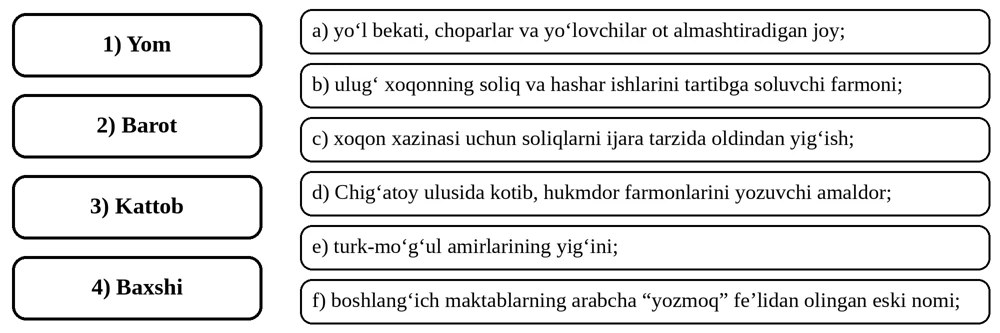 1) Yom
2) Barot
3) Kattob
4) Baxshi
a) yo‘l bekati, choparlar va yo‘lovchilar ot almashtiradigan joy;
b) ulug‘ xoqonning soliq va hashar ishlarini tartibga soluvchi farmoni;
c) xoqon xazinasi uchun soliqlarni ijara tarzida oldindan yig‘ish;
d) Chig‘atoy ulusida kotib, hukmdor farmonlarini yozuvchi amaldor;
e) turk-mo‘g‘ul amirlarining yig‘ini;
f) boshlang‘ich maktablarning arabcha “yozmoq” fe’lidan olingan eski nomi;